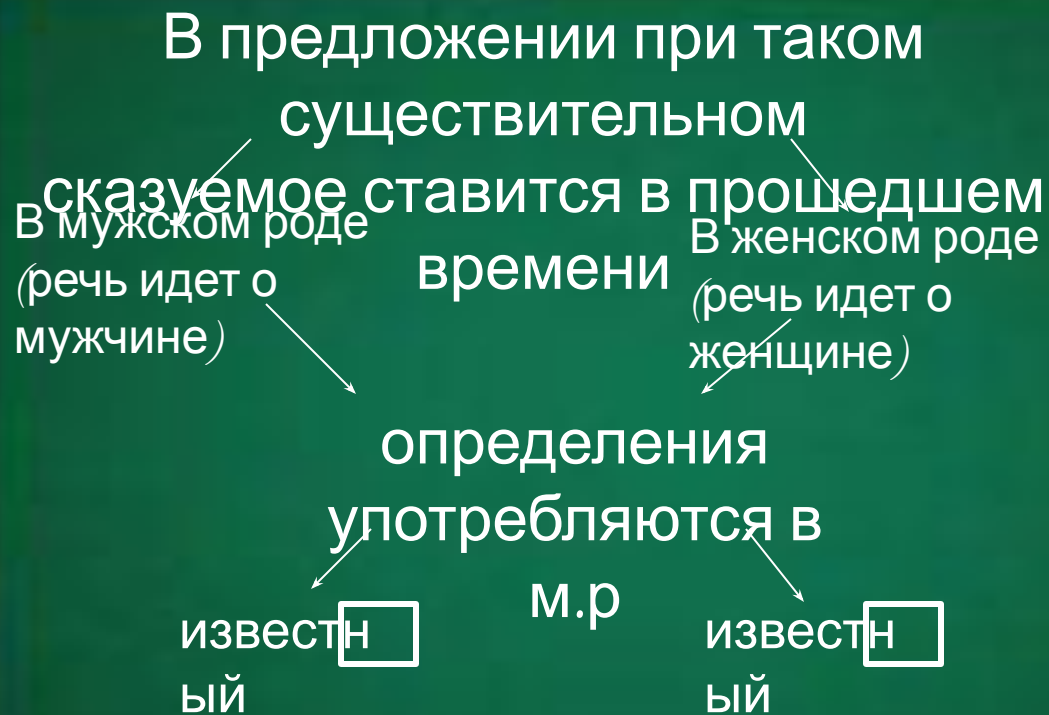 В предложении при таком
существительном
сказуемое ставится в прошедшем
времени
В мужском роде
(речь идет о
мужчине)
В женском роде
(речь идет о
женщине)
определения
употребляются в
м.р
известн
ый
известн
ый